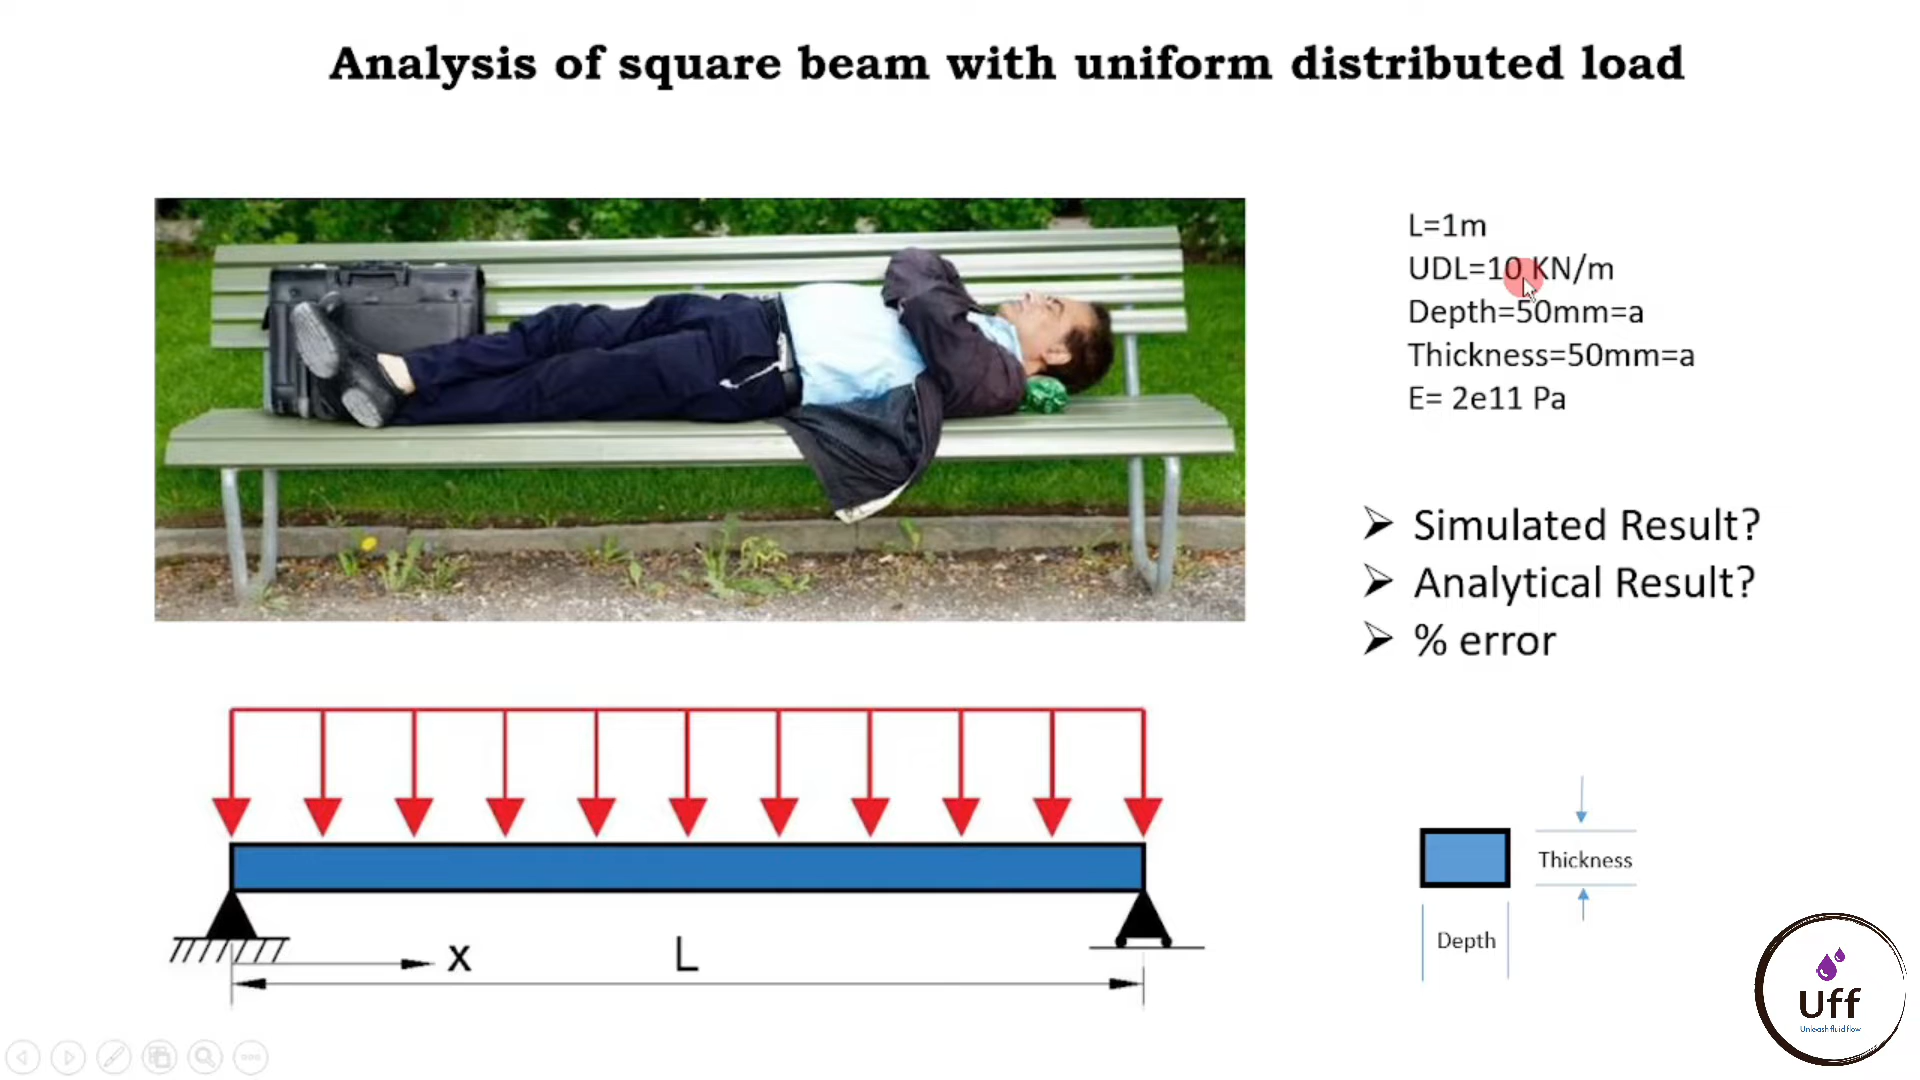 Analysis of square beam with uniform distributed load
L=1m
UDL=10 KN/m
Depth=50mm=a
Thickness=50mm=a
E= 2e11 Pa
Simulated Result?
Analytical Result?
% error
x
L
Thickness
Depth
Uff
Unleash fluid flow